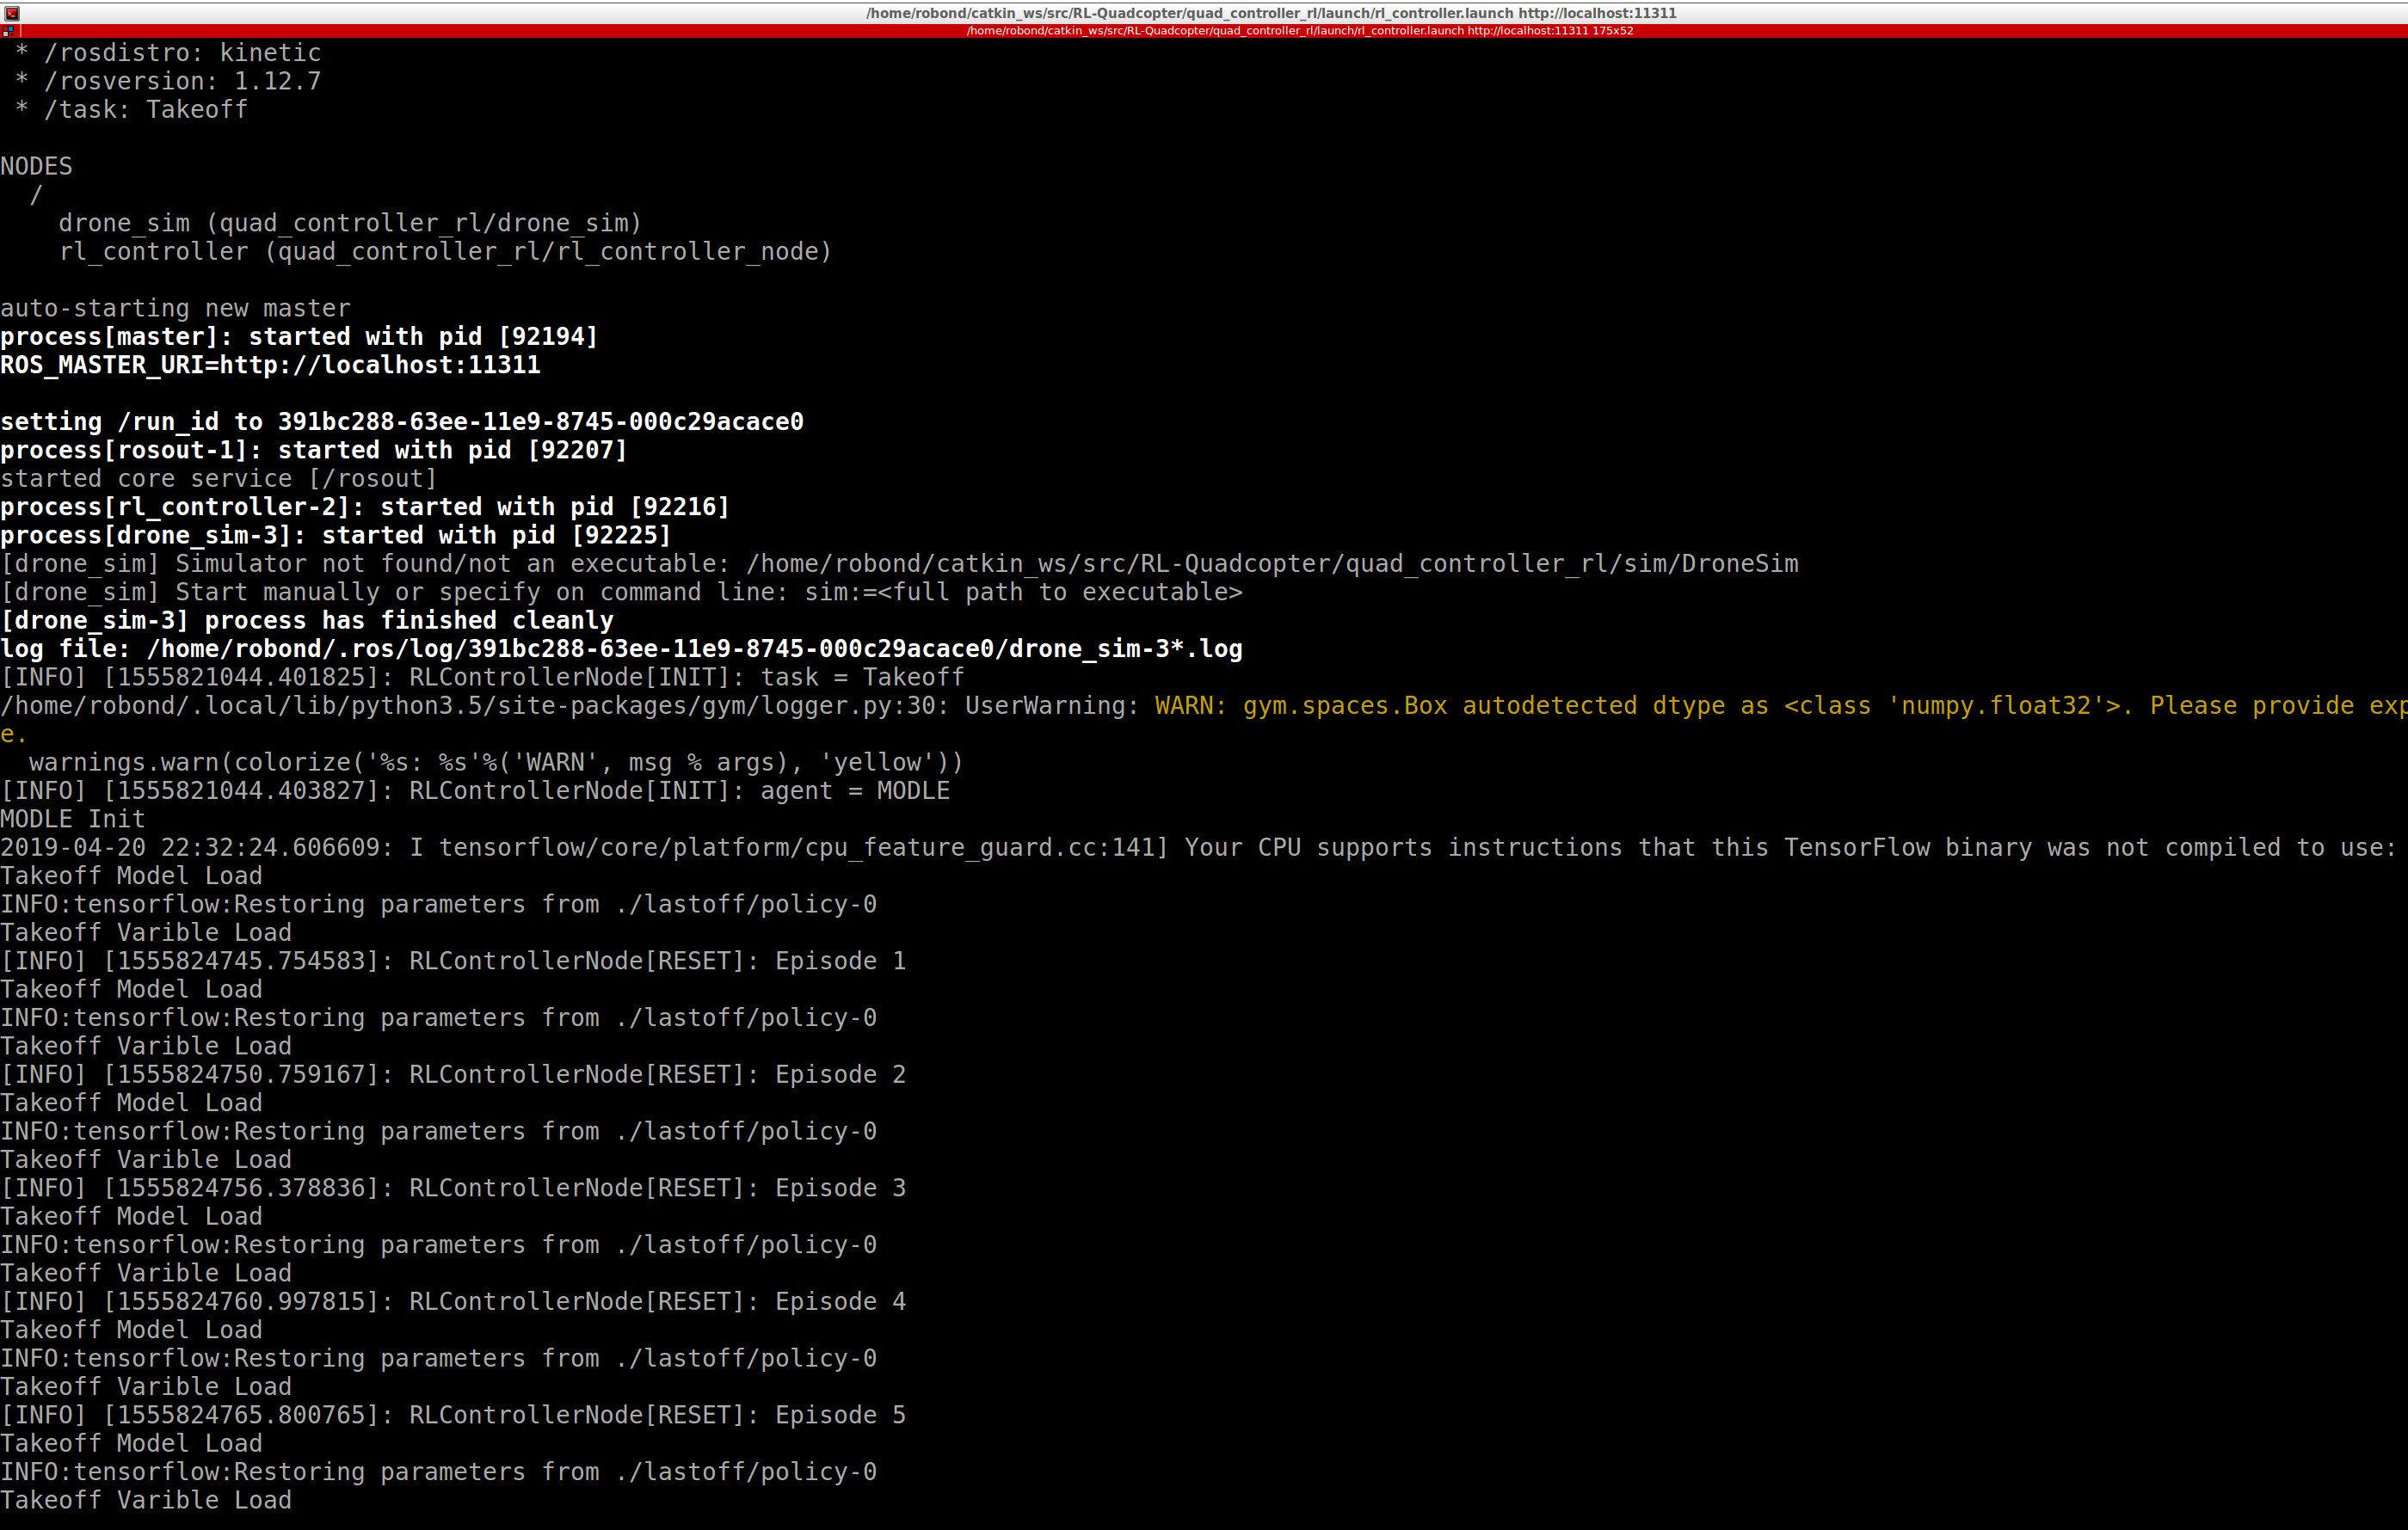 /home/robond/catkin_ws/src/RL-Quadcopter/quad_controller_rl/launch/rl_controller.launch http://localhost:11311
/home/robond/catkin_ws/src/RL-Quadcopter/quad_controller_rl/launch/rl_controller.launch http://localhost:11311 175x52
 * /rosdistro: kinetic
 * /rosversion: 1.12.7
 * /task: Takeoff
NODES
  /
    drone_sim (quad_controller_rl/drone_sim)
    rl_controller (quad_controller_rl/rl_controller_node)
auto-starting new master
process[master]: started with pid [92194]
ROS_MASTER_URI=http://localhost:11311
setting /run_id to 391bc288-63ee-11e9-8745-000c29acace0
process[rosout-1]: started with pid [92207]
started core service [/rosout]
process[rl_controller-2]: started with pid [92216]
process[drone_sim-3]: started with pid [92225]
[drone_sim] Simulator not found/not an executable: /home/robond/catkin_ws/src/RL-Quadcopter/quad_controller_rl/sim/DroneSim
[drone_sim] Start manually or specify on command line: sim:=<full path to executable>
[drone_sim-3] process has finished cleanly
log file: /home/robond/.ros/log/391bc288-63ee-11e9-8745-000c29acace0/drone_sim-3*.log
[INFO] [1555821044.401825]: RLControllerNode[INIT]: task = Takeoff
/home/robond/.local/lib/python3.5/site-packages/gym/logger.py:30: UserWarning: WARN: gym.spaces.Box autodetected dtype as <class 'numpy.float32'>. Please provide exp
e.
  warnings.warn(colorize('%s: %s'%('WARN', msg % args), 'yellow'))
[INFO] [1555821044.403827]: RLControllerNode[INIT]: agent = MODLE
MODLE Init
2019-04-20 22:32:24.606609: I tensorflow/core/platform/cpu_feature_guard.cc:141] Your CPU supports instructions that this TensorFlow binary was not compiled to use:
Takeoff Model Load
INFO:tensorflow:Restoring parameters from ./lastoff/policy-0
Takeoff Varible Load
[INFO] [1555824745.754583]: RLControllerNode[RESET]: Episode 1
Takeoff Model Load
INFO:tensorflow:Restoring parameters from ./lastoff/policy-0
Takeoff Varible Load
[INFO] [1555824750.759167]: RLControllerNode[RESET]: Episode 2
Takeoff Model Load
INFO:tensorflow:Restoring parameters from ./lastoff/policy-0
Takeoff Varible Load
[INFO] [1555824756.378836]: RLControllerNode[RESET]: Episode 3
Takeoff Model Load
INFO:tensorflow:Restoring parameters from ./lastoff/policy-0
Takeoff Varible Load
[INFO] [1555824760.997815]: RLControllerNode[RESET]: Episode 4
Takeoff Model Load
INFO:tensorflow:Restoring parameters from ./lastoff/policy-0
Takeoff Varible Load
[INFO] [1555824765.800765]: RLControllerNode[RESET]: Episode 5
Takeoff Model Load
INFO:tensorflow:Restoring parameters from ./lastoff/policy-0
Takeoff Varible Load